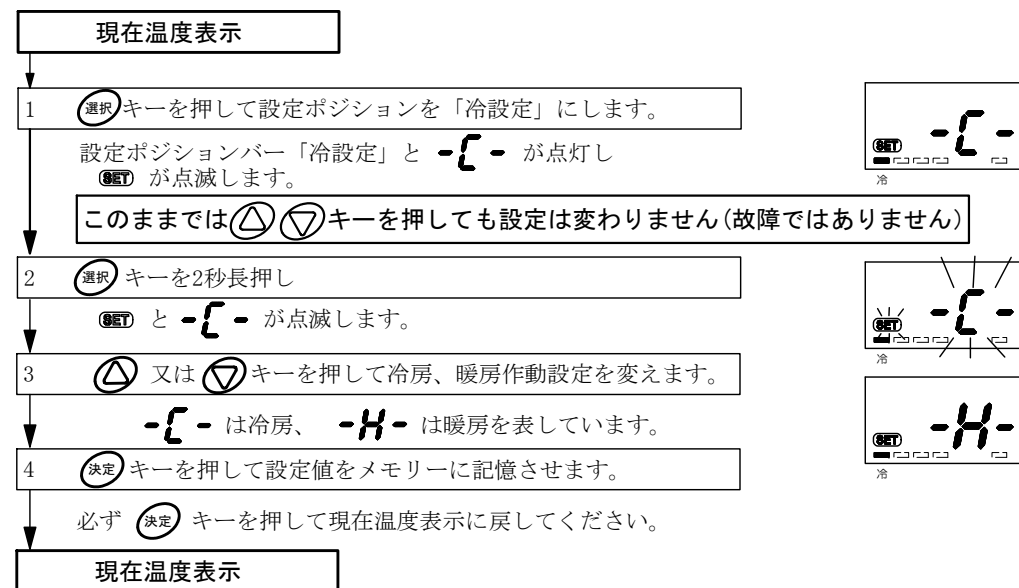 現在温度表示
1 選択キーを押して設定ポジションを「冷設定」にします。
設定ポジションバー「冷設定」と -C- が点灯し
SET が点滅します。
このままでは△▽キーを押しても設定は変わりません(故障ではありません)
2 選択キーを2秒長押し
SET と -C- が点滅します。
3 △ 又は ▽キーを押して冷房、暖房作動設定を変えます。
-C- は冷房、 -H- は暖房を表しています。
4 決定キーを押して設定値をメモリーに記憶させます。
必ず 決定 キーを押して現在温度表示に戻してください。
現在温度表示
SET -C-
冷
SET -C-
冷
SET -H-
冷